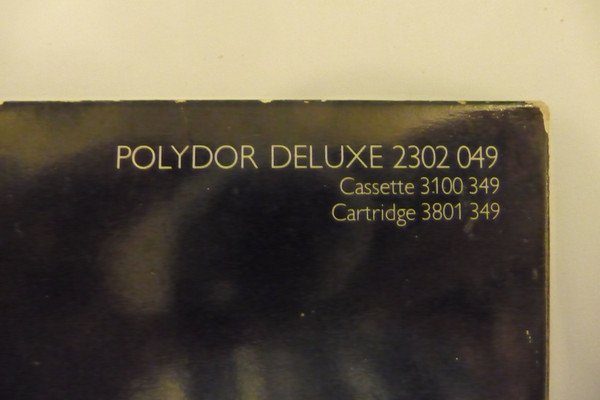 POLYDOR DELUXE 2302 049
Cassette 3100 349
Cartridge 3801 349